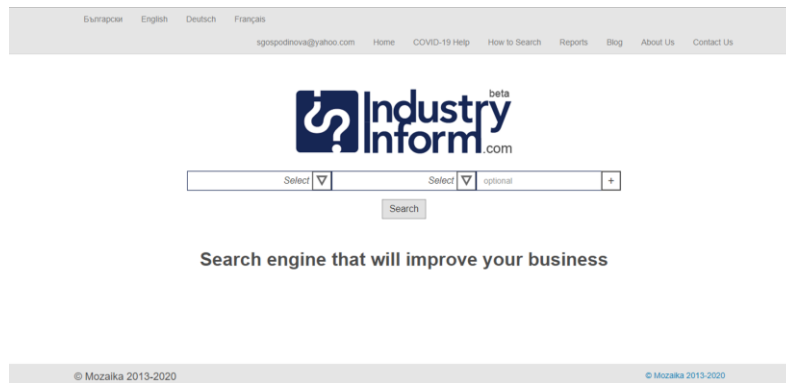 Български English Deutsch Français
sgospodinova@yahoo.com Home COVID-19 Help How to Search Reports Blog About Us Contact Us
beta
Industry
Inform.com
Select Select optional +
Search
Search engine that will improve your business
© Mozaika 2013-2020 © Mozaika 2013-2020